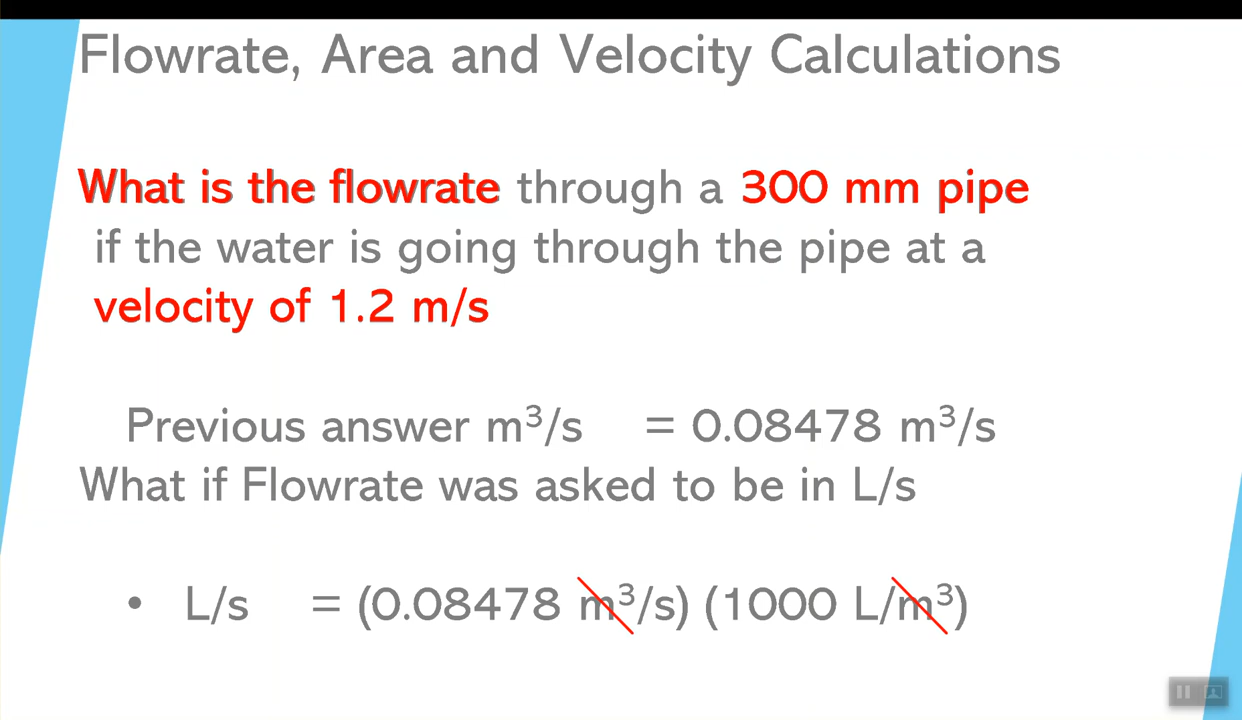 Flowrate, Area and Velocity Calculations
What is the flowrate through a 300 mm pipe
if the water is going through the pipe at a
velocity of 1.2 m/s
Previous answer m³/s = 0.08478 m³/s
What if Flowrate was asked to be in L/s
• L/s = (0.08478 m³/s) (1000 L/m³)